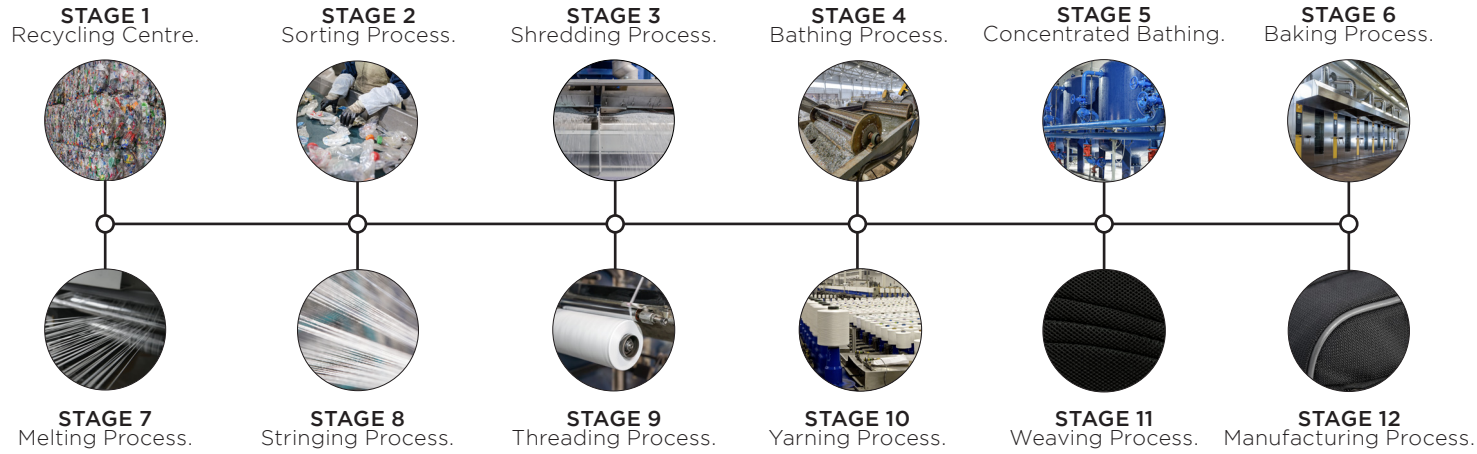 STAGE 1
Recycling Centre.
STAGE 2
Sorting Process.
STAGE 3
Shredding Process.
STAGE 4
Bathing Process.
STAGE 5
Concentrated Bathing.
STAGE 6
Baking Process.
STAGE 7
Melting Process.
STAGE 8
Stringing Process.
STAGE 9
Threading Process.
STAGE 10
Yarning Process.
STAGE 11
Weaving Process.
STAGE 12
Manufacturing Process.